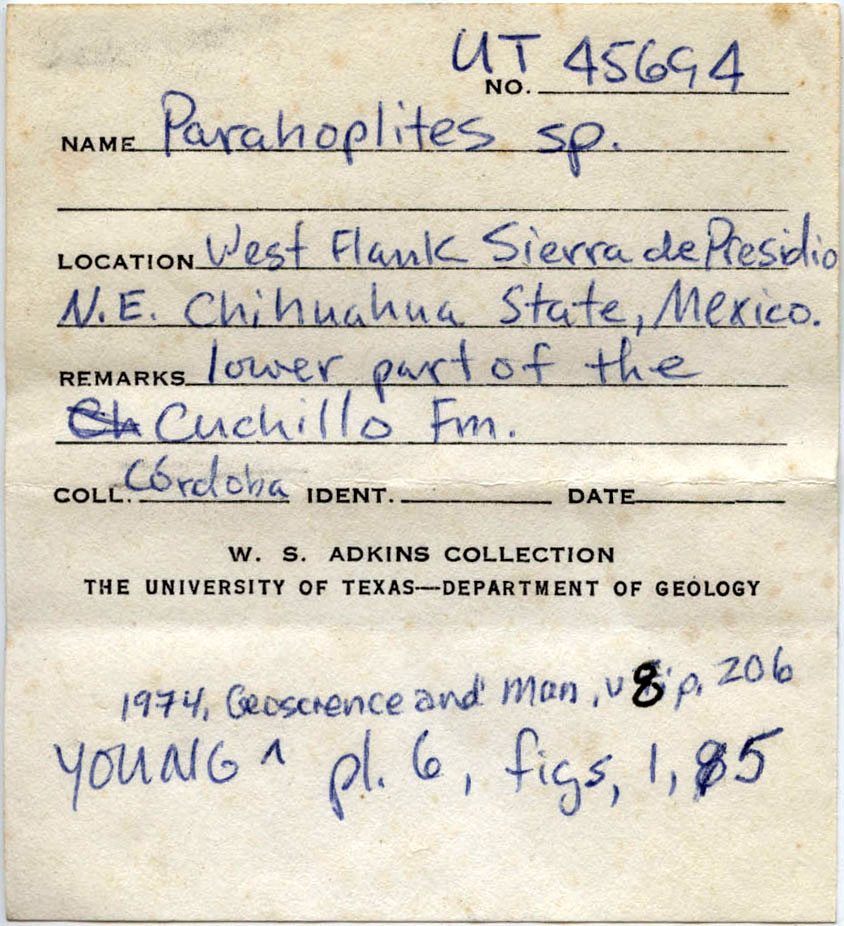 UT 45694
NO.
NAME Parahoplites sp.
LOCATION West Flank Sierra de Presidio
N.E. Chihuahua State, Mexico.
REMARKS lower part of the
Ch Cuchillo Fm.
COLL. Córdoba IDENT. DATE
W. S. ADKINS COLLECTION
THE UNIVERSITY OF TEXAS—DEPARTMENT OF GEOLOGY
1974, Geoscience and Man, v 8 p. 206
YOUNG ^ pl. 6, figs, 1, 5